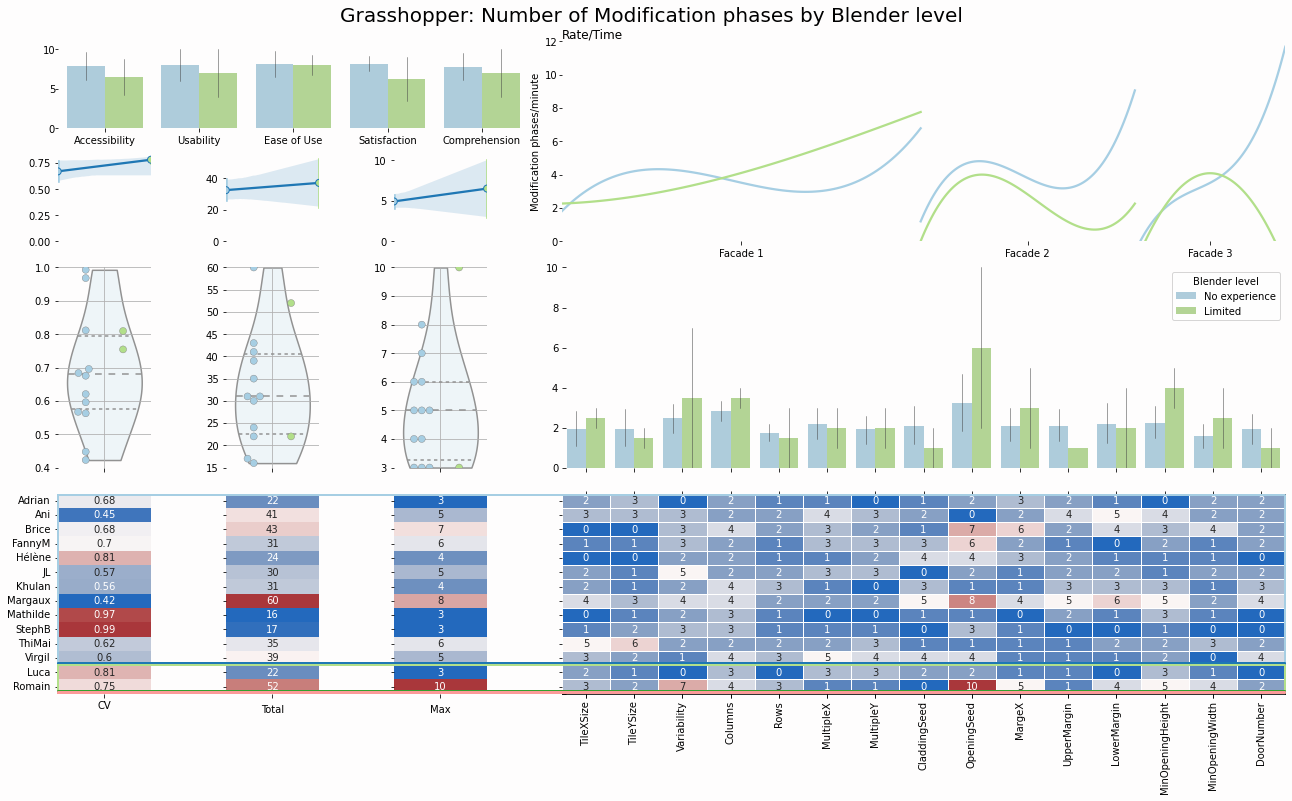 Grasshopper: Number of Modification phases by Blender level
10
5
0
Accessibility Usability Ease of Use Satisfaction Comprehension
Rate/Time
Modification phases/minute
12
10
8
6
4
2
0
Facade 1 Facade 2 Facade 3
0.75
0.50
0.25
0.00
40
20
0
10
5
0
1.0
0.9
0.8
0.7
0.6
0.5
0.4
60
55
50
45
40
35
30
25
20
15
10
9
8
7
6
5
4
3
10
8
6
4
2
0
Blender level
No experience
Limited
Adrian 0.68 22 3 2 3 0 2 1 1 0 1 2 3 2 1 0 2 2
Ani 0.45 41 5 3 3 3 2 2 4 3 2 0 2 4 5 4 2 2
Brice 0.68 43 7 0 0 3 4 2 3 2 1 7 6 2 4 3 4 2
FannyM 0.7 31 6 1 1 3 2 1 3 3 3 6 1 2 0 2 1 2
Hélène 0.81 24 4 0 0 2 2 1 2 2 4 4 3 2 1 1 1 0
JL 0.57 30 5 2 1 5 2 2 3 3 0 2 1 2 2 1 2 2
Khulan 0.56 31 4 2 1 2 4 3 1 0 3 1 1 3 3 3 1 3
Margaux 0.42 60 8 4 3 4 4 2 2 2 5 8 4 5 6 5 2 4
Mathilde 0.97 16 3 0 1 2 3 1 0 0 1 1 0 2 1 3 1 0
StephB 0.99 17 3 1 2 3 3 1 1 1 0 3 1 0 0 1 0 0
ThiMai 0.62 35 6 5 6 2 2 2 2 3 1 1 1 1 2 2 3 2
Virgil 0.6 39 5 3 2 1 4 3 5 4 4 4 1 1 1 2 0 4
Luca 0.81 22 3 2 1 0 3 0 3 3 2 2 1 1 0 3 1 0
Romain 0.75 52 10 3 2 7 4 3 1 1 0 10 5 1 4 5 4 2
CV Total Max
TileXSize
TileYSize
Variability
Columns
Rows
MultipleX
MultipleY
CladdingSeed
OpeningSeed
MargeX
UpperMargin
LowerMargin
MinOpeningHeight
MinOpeningWidth
DoorNumber